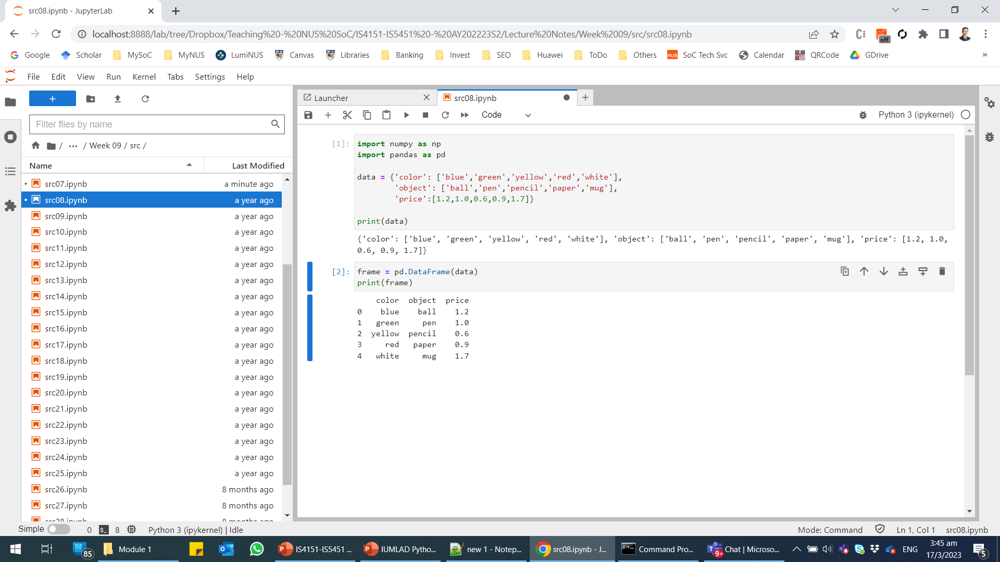 src08.ipynb - JupyterLab
localhost:8888/lab/tree/Dropbox/Teaching%20-%20NUS%20SoC/IS4151-IS5451%20-%20AY202223S2/Lecture%20Notes/Week%2009/src/src08.ipynb
off
Google Scholar MySoC MyNUS LumiNUS Canvas Libraries Banking Invest SEO Huawei ToDo Others NUS SoC Tech Svc Calendar QRCode GDrive »
File Edit View Run Kernel Tabs Settings Help
Launcher
src08.ipynb
Code
Python 3 (ipykernel)
Filter files by name
/ ··· / Week 09 / src /
Name Last Modified
src07.ipynb a minute ago
src08.ipynb a year ago
src09.ipynb a year ago
src10.ipynb a year ago
src11.ipynb a year ago
src12.ipynb a year ago
src13.ipynb a year ago
src14.ipynb a year ago
src15.ipynb a year ago
src16.ipynb a year ago
src17.ipynb a year ago
src18.ipynb a year ago
src19.ipynb a year ago
src20.ipynb a year ago
src21.ipynb a year ago
src22.ipynb a year ago
src23.ipynb a year ago
src24.ipynb a year ago
src25.ipynb a year ago
src26.ipynb 8 months ago
src27.ipynb 8 months ago
src28.ipynb 8 months ago
[1]: import numpy as np
import pandas as pd
data = {'color': ['blue','green','yellow','red','white'],
'object': ['ball','pen','pencil','paper','mug'],
'price':[1.2,1.0,0.6,0.9,1.7]}
print(data)
{'color': ['blue', 'green', 'yellow', 'red', 'white'], 'object': ['ball', 'pen', 'pencil', 'paper', 'mug'], 'price': [1.2, 1.0,
0.6, 0.9, 1.7]}
[2]: frame = pd.DataFrame(data)
print(frame)
color object price
0 blue ball 1.2
1 green pen 1.0
2 yellow pencil 0.6
3 red paper 0.9
4 white mug 1.7
Simple 0 $_ 8 Python 3 (ipykernel) | Idle
Mode: Command Ln 1, Col 1 src08.ipynb
85 Module 1 IS4151-IS5451 ... IUMLAD Pytho... new 1 - Notep... src08.ipynb - J... Command Pro... 9+ Chat | Microso... ENG
3:45 am
17/3/2023
5